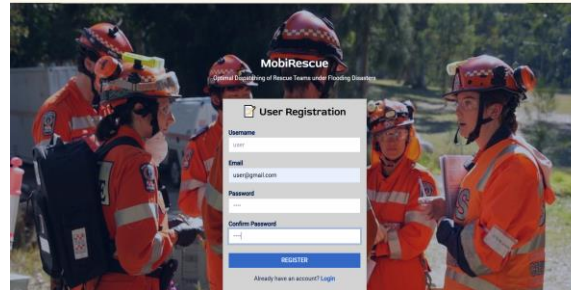 MobiRescue
Optimal Dispatching of Rescue Teams under Flooding Disasters
📝 User Registration
Username
user
Email
user@gmail.com
Password
····
Confirm Password
····
REGISTER
Already have an account? Login